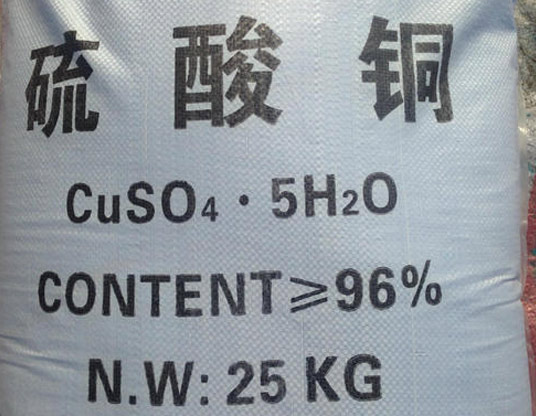 硫酸铜
CuSO₄·5H₂O
CONTENT≥96%
N.W: 25 KG